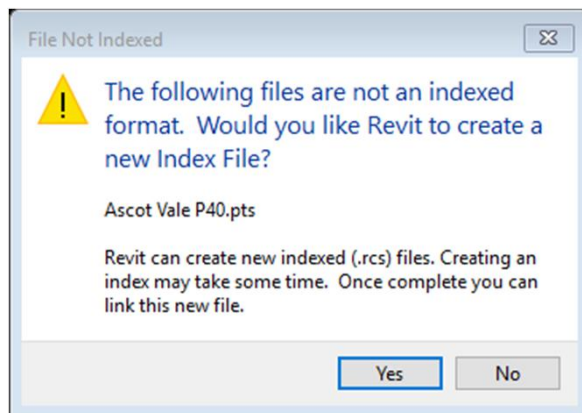 File Not Indexed
The following files are not an indexed
format.  Would you like Revit to create a
new Index File?
Ascot Vale P40.pts
Revit can create new indexed (.rcs) files. Creating an
index may take some time.  Once complete you can
link this new file.
Yes
No